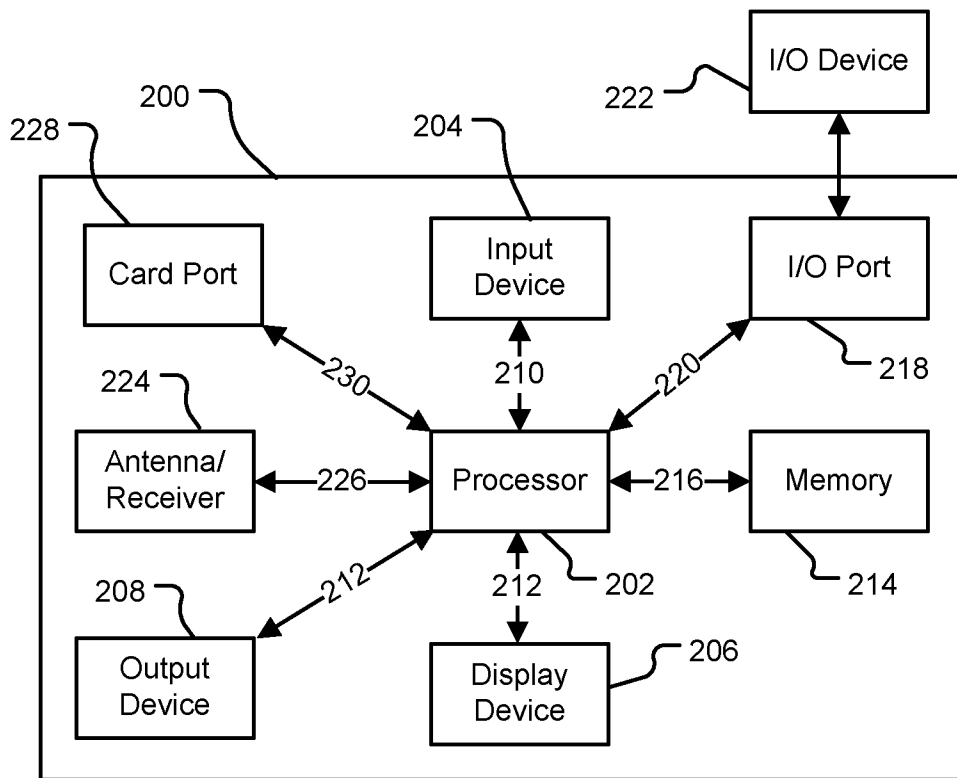 I/O Device
222
200
204
228
Input
Device
Card Port
I/O Port
230
210
220
218
224
Antenna/
Receiver
226
Processor
216
Memory
212
212
202
214
208
206
Output
Device
Display
Device